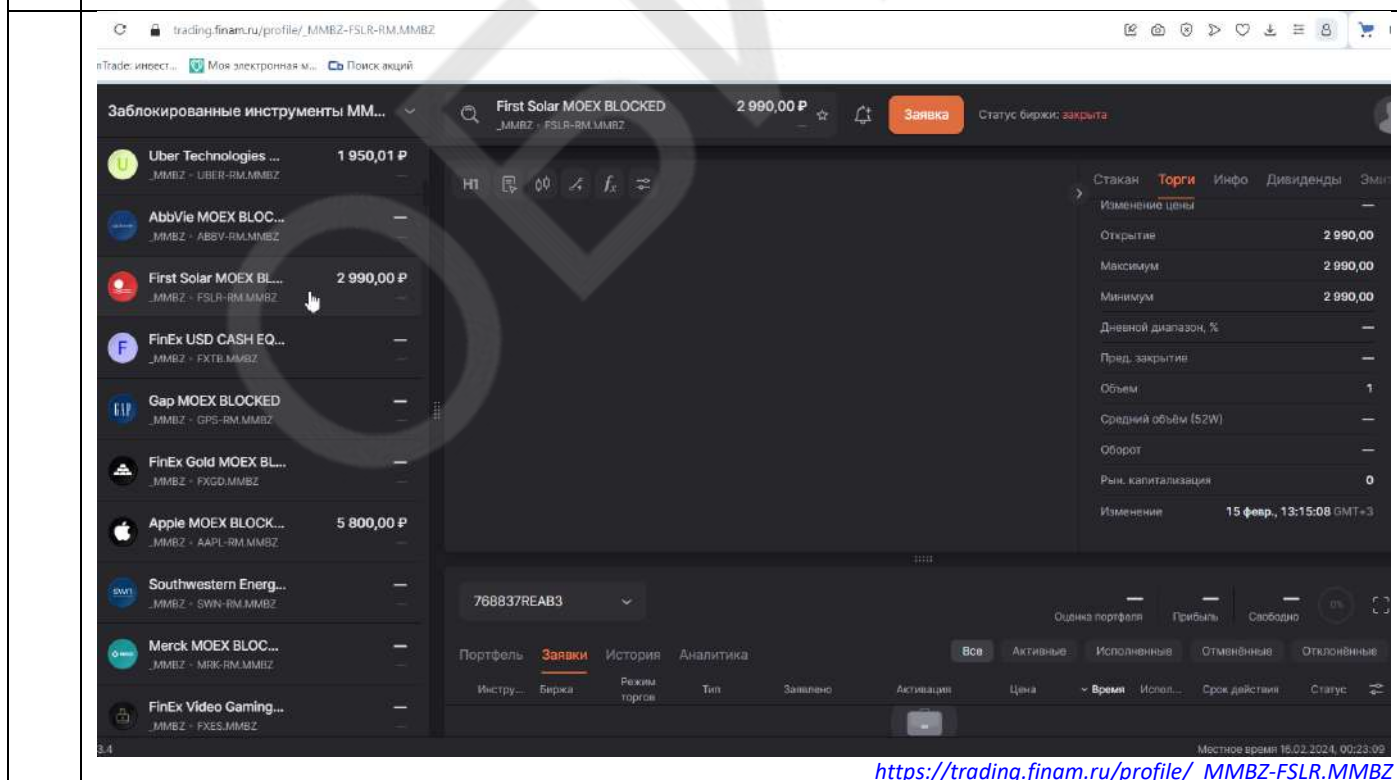 trading.finam.ru/profile/_MMBZ-FSLR-RM.MMBZ
nTrade: инвест... Моя электронная м... Поиск акций
Заблокированные инструменты MM...
First Solar MOEX BLOCKED 2 990,00 ₽
_MMBZ • FSLR-RM.MMBZ —
Заявка Статус биржи: закрыта
Uber Technologies ... 1 950,01 ₽
_MMBZ • UBER-RM.MMBZ —
AbbVie MOEX BLOC... —
_MMBZ • ABBV-RM.MMBZ —
First Solar MOEX BL... 2 990,00 ₽
_MMBZ • FSLR-RM.MMBZ —
FinEx USD CASH EQ... —
_MMBZ • FXTB.MMBZ —
Gap MOEX BLOCKED —
_MMBZ • GPS-RM.MMBZ —
FinEx Gold MOEX BL... —
_MMBZ • FXGD.MMBZ —
Apple MOEX BLOCK... 5 800,00 ₽
_MMBZ • AAPL-RM.MMBZ —
Southwestern Energ... —
_MMBZ • SWN-RM.MMBZ —
Merck MOEX BLOC... —
_MMBZ • MRK-RM.MMBZ —
FinEx Video Gaming... —
_MMBZ • FXES.MMBZ —
H1
Стакан Торги Инфо Дивиденды
Изменение цены —
Открытие 2 990,00
Максимум 2 990,00
Минимум 2 990,00
Дневной диапазон, % —
Пред. закрытие —
Объем 1
Средний объём (52W) —
Оборот —
Рын. капитализация 0
Изменение 15 февр., 13:15:08 GMT+3
768837REAB3
— — — 0%
Оценка портфеля Прибыль Свободно
Портфель Заявки История Аналитика
Все Активные Исполненные Отменённые Отклонённые
Инстру... Биржа Режим торгов Тип Заявлено Активация Цена Время Испол... Срок действия Статус
3.4
Местное время 16.02.2024, 00:23:09
https://trading.finam.ru/profile/_MMBZ-FSLR.MMBZ